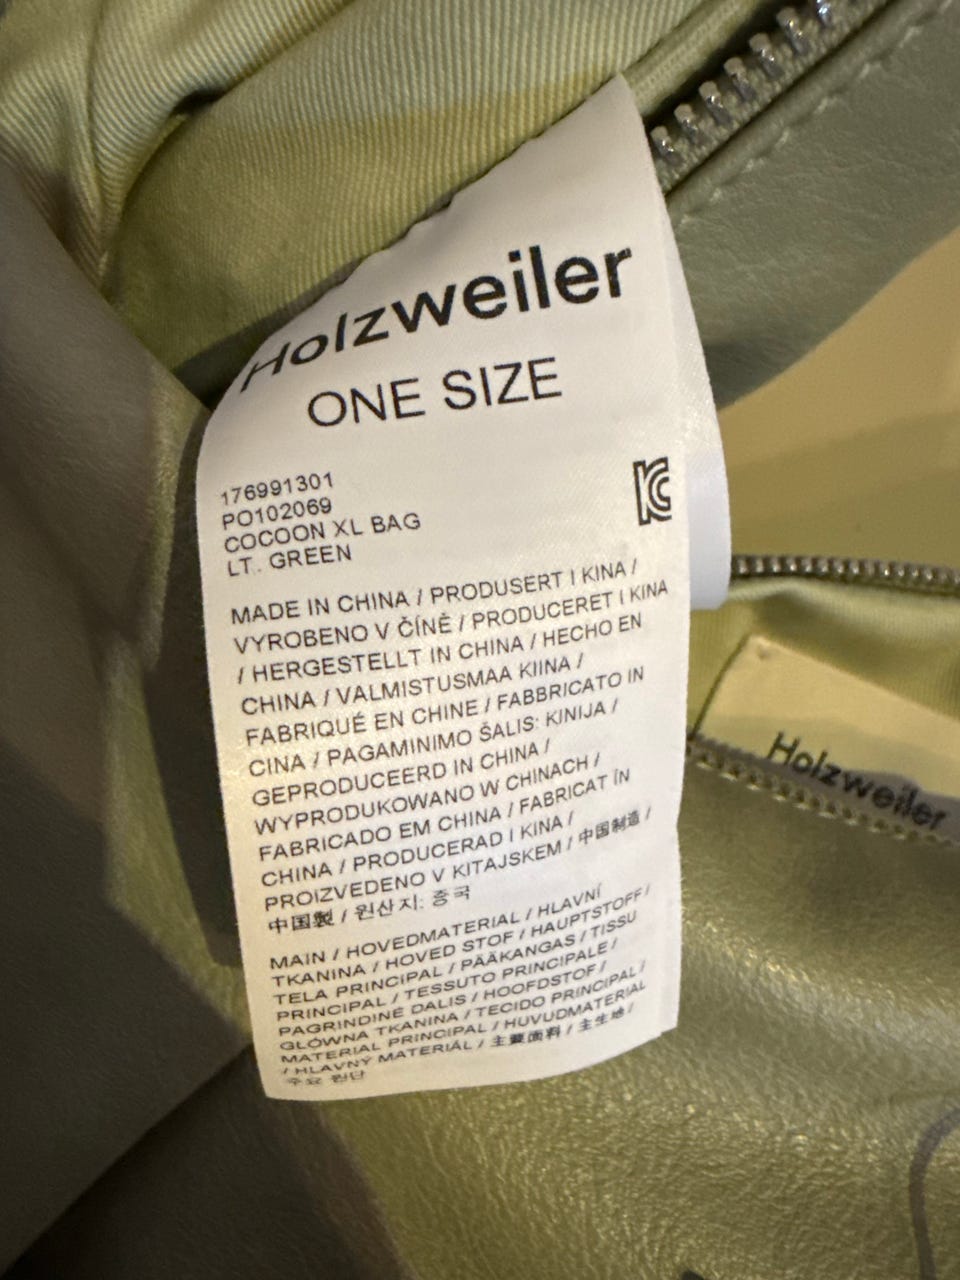 Holzweiler
ONE SIZE
176991301
PO102069
COCOON XL BAG
LT. GREEN
MADE IN CHINA / PRODUSERT I KINA /
VYROBENO V ČÍNĚ / PRODUCERET I KINA
/ HERGESTELLT IN CHINA / HECHO EN
CHINA / VALMISTUSMAA KIINA /
FABRIQUÉ EN CHINE / FABBRICATO IN
CINA / PAGAMINIMO ŠALIS: KINIJA /
GEPRODUCEERD IN CHINA /
WYPRODUKOWANO W CHINACH /
FABRICADO EM CHINA / FABRICAT ÎN
CHINA / PRODUCERAD I KINA /
PROIZVEDENO V KITAJSKEM / 中国制造 /
中国製 / 원산지: 중국
MAIN / HOVEDMATERIAL / HLAVNÍ
TKANINA / HOVED STOF / HAUPTSTOFF /
TELA PRINCIPAL / PÄÄKANGAS / TISSU
PRINCIPAL / TESSUTO PRINCIPALE /
PAGRINDINĖ DALIS / HOOFDSTOF /
GŁÓWNA TKANINA / TECIDO PRINCIPAL /
MATERIAL PRINCIPAL / HUVUDMATERIAL
/ HLAVNÝ MATERIÁL / 主要面料 / 主生地 /
주요 원단
Holzweiler